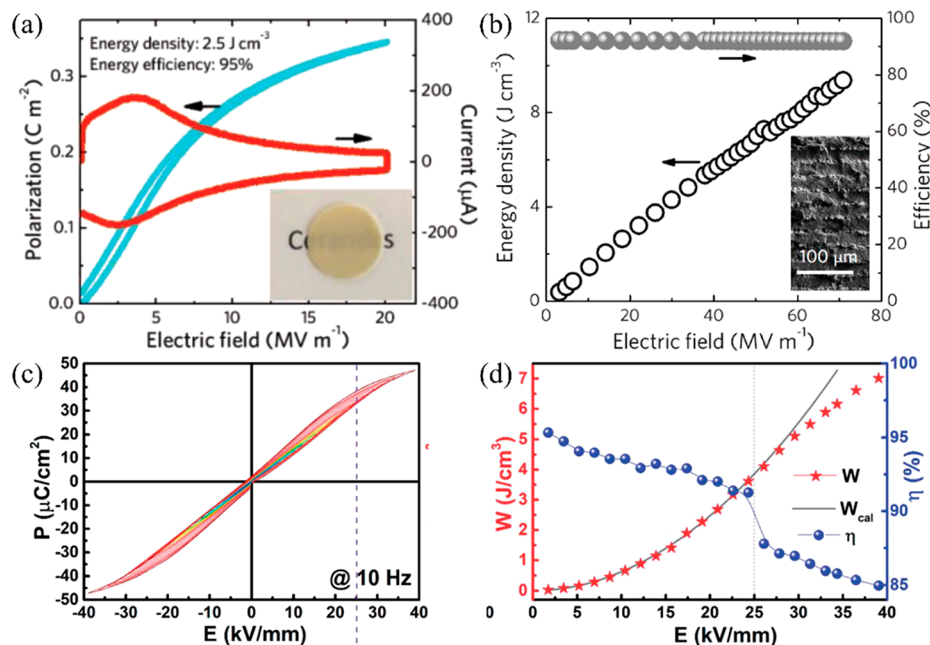 (a)
Energy density: 2.5 J cm⁻³
Energy efficiency: 95%
Polarization (C m⁻²)
0.3
0.2
0.1
0.0
400
200
0
-200
-400
Current (μA)
Ceramics
0 5 10 15 20
Electric field (MV m⁻¹)
(b)
Energy density (J cm⁻³)
12
9
6
3
0
100
80
60
40
20
0
Efficiency (%)
100 μm
0 20 40 60 80
Electric field (MV m⁻¹)
(c)
P (μC/cm²)
50
40
30
20
10
0
-10
-20
-30
-40
-50
@ 10 Hz
-40 -30 -20 -10 0 10 20 30 40
E (kV/mm)
(d)
W (J/cm³)
7
6
5
4
3
2
1
0
100
95
90
85
η (%)
W
Wcal
η
0
0 5 10 15 20 25 30 35 40
E (kV/mm)